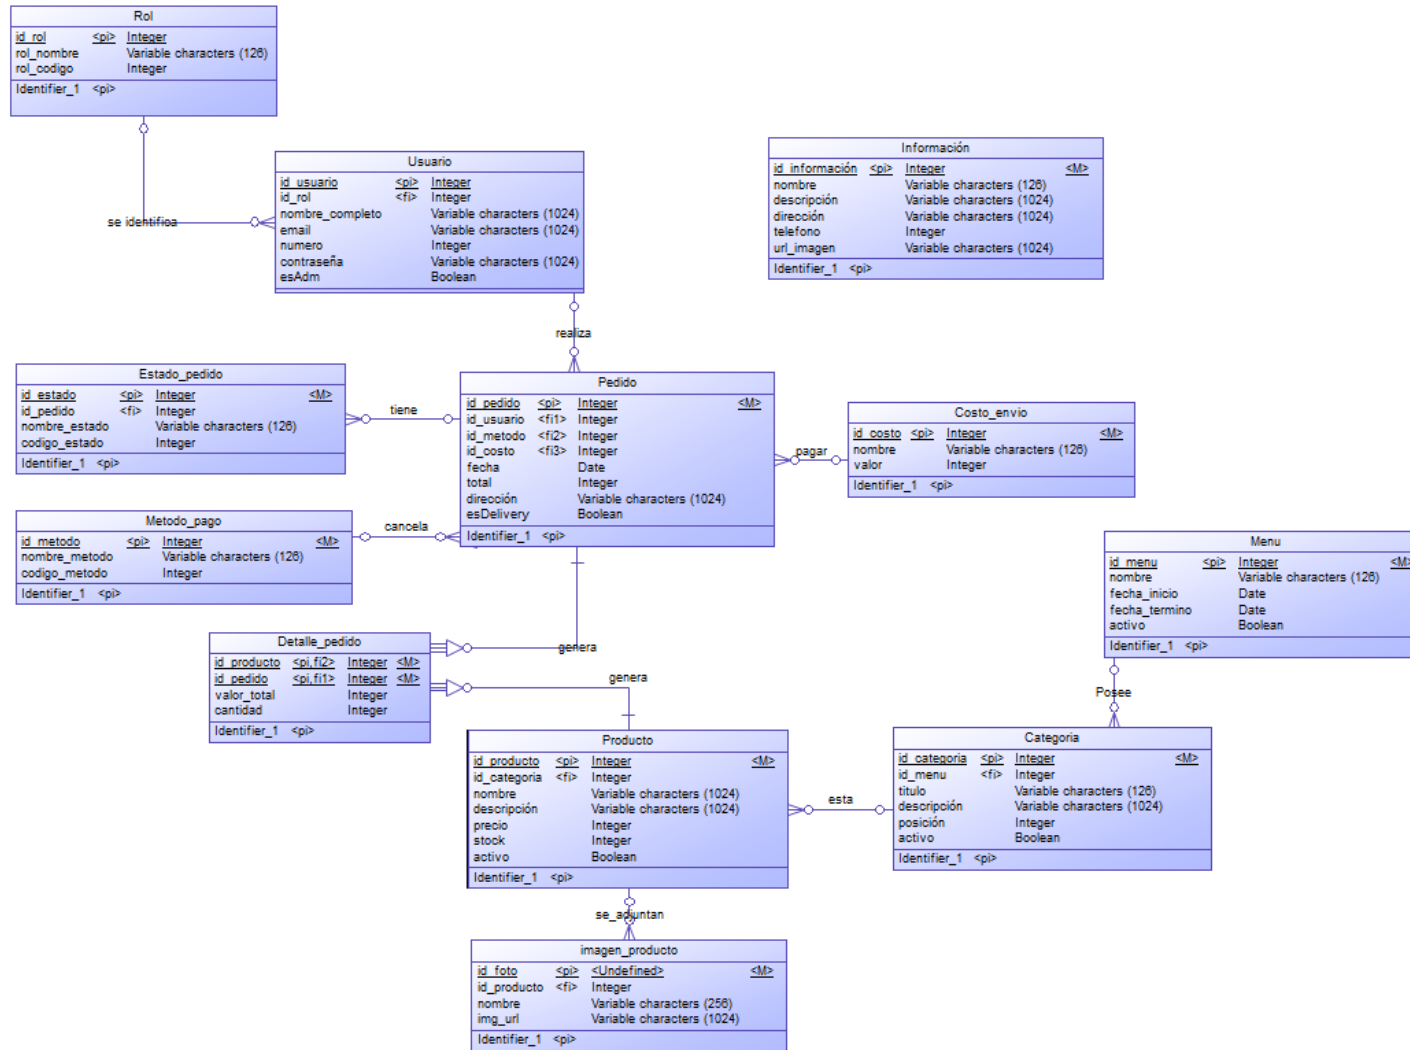 Rol
id_rol <pi> Integer
rol_nombre Variable characters (126)
rol_codigo Integer
Identifier_1 <pi>
se identifica
Usuario
id_usuario <pi> Integer
id_rol <fi> Integer
nombre_completo Variable characters (1024)
email Variable characters (1024)
numero Integer
contraseña Variable characters (1024)
esAdm Boolean
Información
id_información <pi> Integer <M>
nombre Variable characters (126)
descripción Variable characters (1024)
dirección Variable characters (1024)
telefono Integer
url_imagen Variable characters (1024)
Identifier_1 <pi>
realiza
Estado_pedido
id_estado <pi> Integer <M>
id_pedido <fi> Integer
nombre_estado Variable characters (126)
codigo_estado Integer
Identifier_1 <pi>
tiene
Pedido
id_pedido <pi> Integer <M>
id_usuario <fi1> Integer
id_metodo <fi2> Integer
id_costo <fi3> Integer
fecha Date
total Integer
dirección Variable characters (1024)
esDelivery Boolean
Identifier_1 <pi>
pagar
Costo_envio
id_costo <pi> Integer <M>
nombre Variable characters (126)
valor Integer
Identifier_1 <pi>
Metodo_pago
id_metodo <pi> Integer <M>
nombre_metodo Variable characters (126)
codigo_metodo Integer
Identifier_1 <pi>
cancela
Menu
id_menu <pi> Integer <M>
nombre Variable characters (126)
fecha_inicio Date
fecha_termino Date
activo Boolean
Identifier_1 <pi>
Detalle_pedido
id_producto <pi,fi2> Integer <M>
id_pedido <pi,fi1> Integer <M>
valor_total Integer
cantidad Integer
Identifier_1 <pi>
genera
genera
Posee
Producto
id_producto <pi> Integer <M>
id_categoria <fi> Integer
nombre Variable characters (1024)
descripción Variable characters (1024)
precio Integer
stock Integer
activo Boolean
Identifier_1 <pi>
esta
Categoria
id_categoria <pi> Integer <M>
id_menu <fi> Integer
titulo Variable characters (126)
descripción Variable characters (1024)
posición Integer
activo Boolean
Identifier_1 <pi>
se_adjuntan
imagen_producto
id_foto <pi> <Undefined> <M>
id_producto <fi> Integer
nombre Variable characters (256)
img_url Variable characters (1024)
Identifier_1 <pi>